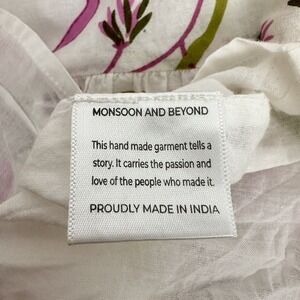 MONSOON AND BEYOND
This hand made garment tells a
story. It carries the passion and
love of the people who made it.
PROUDLY MADE IN INDIA